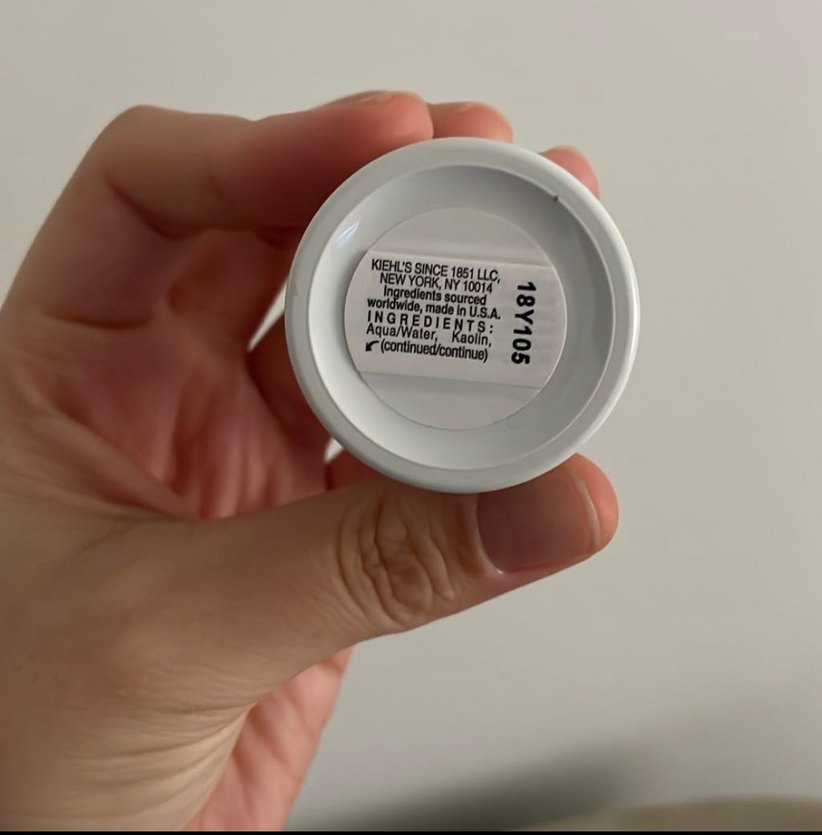 KIEHL'S SINCE 1851 LLC,
NEW YORK, NY 10014
Ingredients sourced
worldwide, made in U.S.A.
INGREDIENTS:
Aqua/Water, Kaolin,
(continued/continue)
18Y105